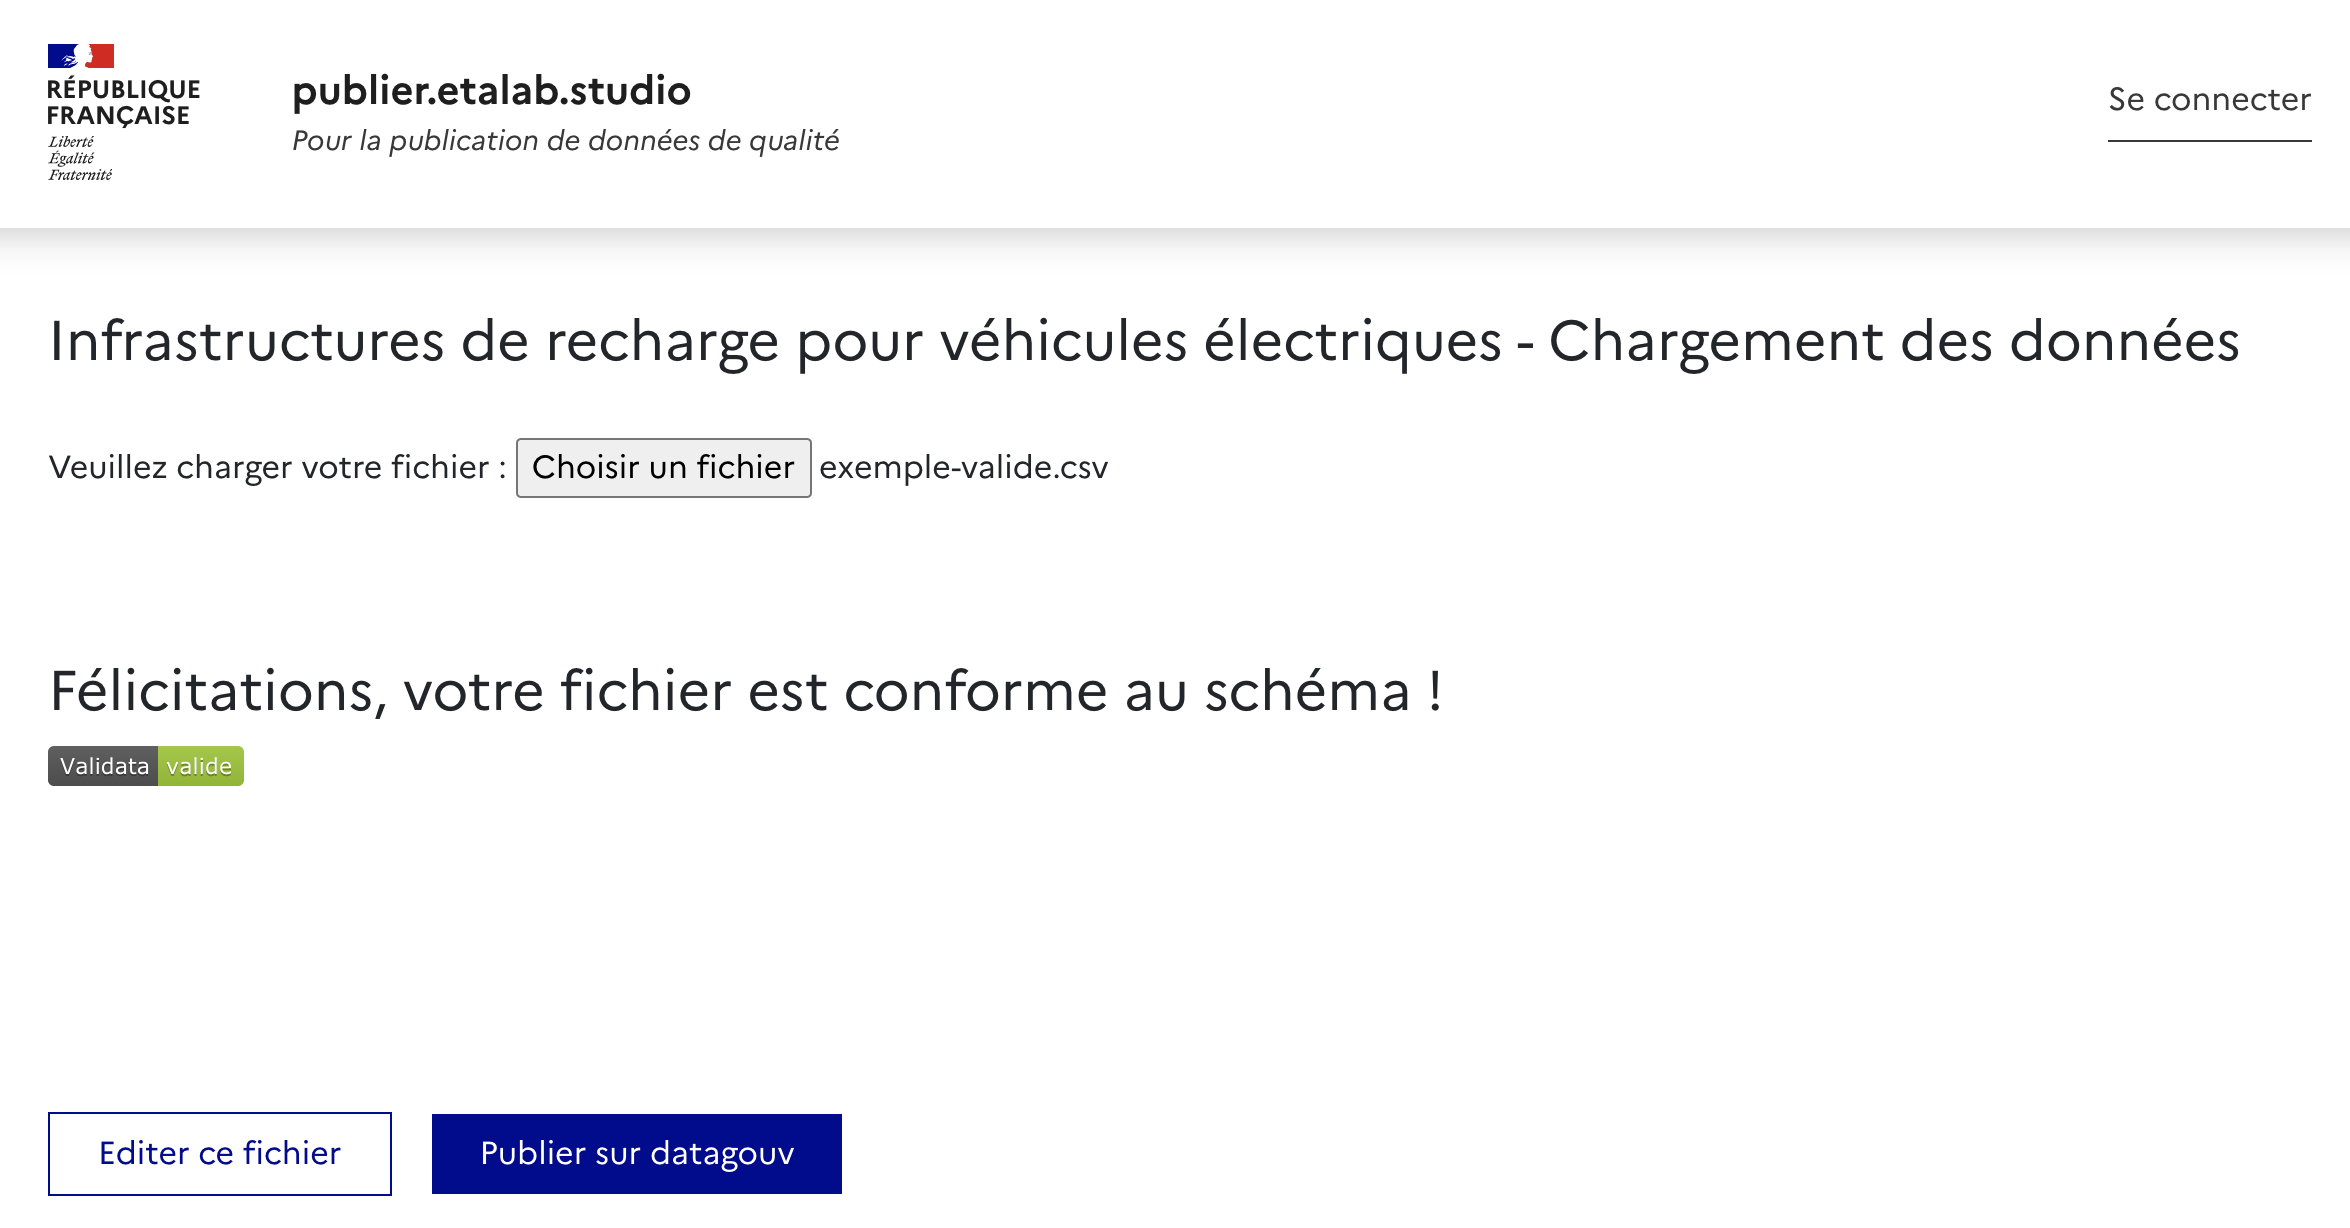 RÉPUBLIQUE
FRANÇAISE
Liberté
Égalité
Fraternité
publier.etalab.studio
Pour la publication de données de qualité
Se connecter
Infrastructures de recharge pour véhicules électriques - Chargement des données
Veuillez charger votre fichier : Choisir un fichier exemple-valide.csv
Félicitations, votre fichier est conforme au schéma !
Validata valide
Editer ce fichier Publier sur datagouv